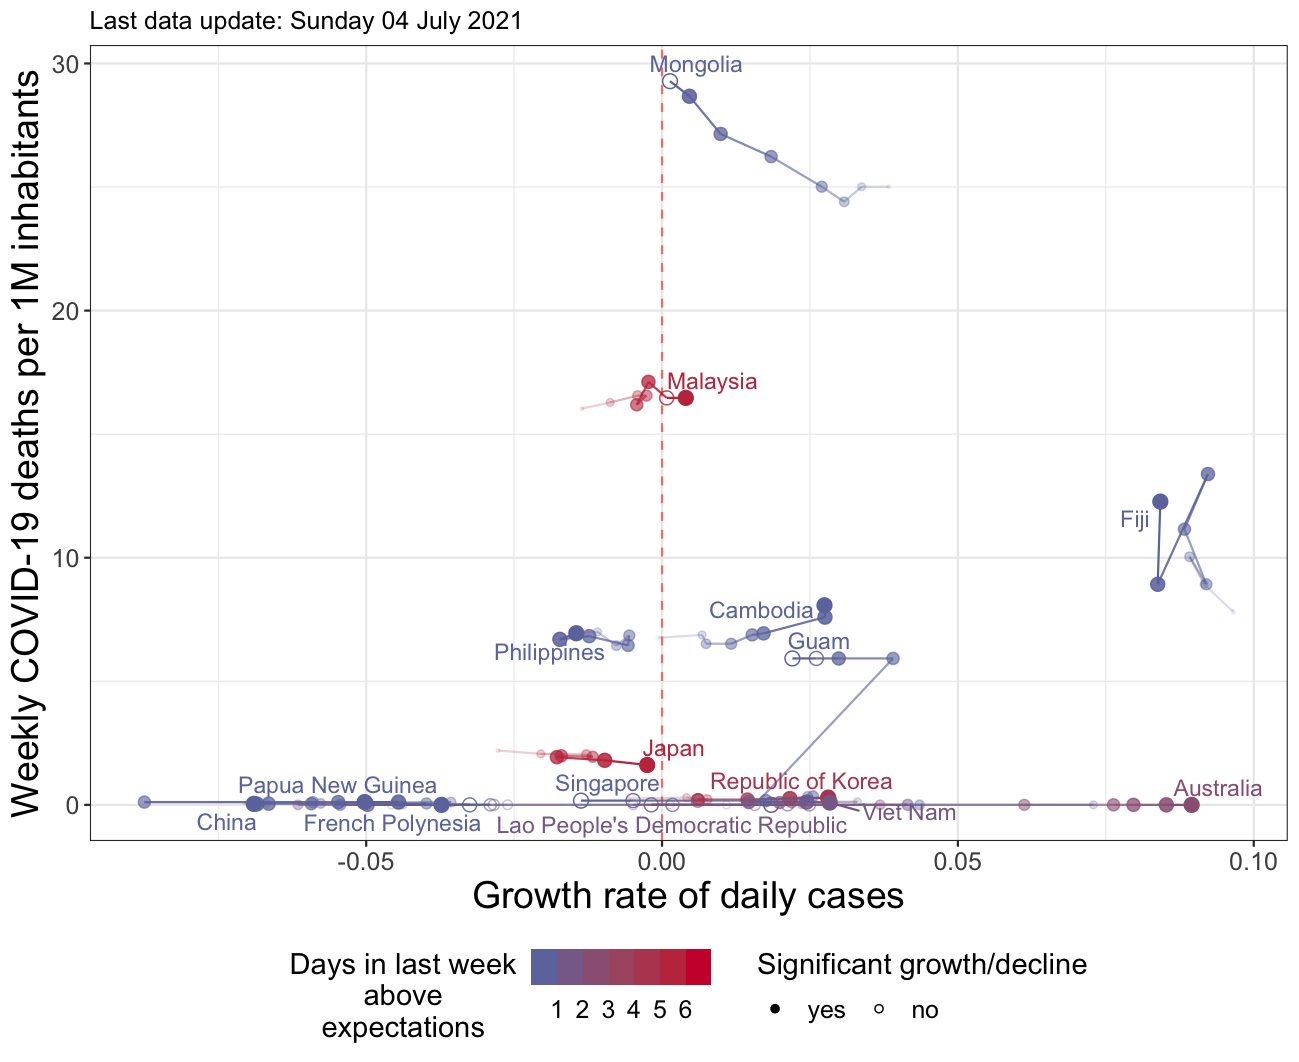 Last data update: Sunday 04 July 2021
Weekly COVID-19 deaths per 1M inhabitants
30
20
10
0
Mongolia
Malaysia
Fiji
Cambodia
Guam
Philippines
Japan
Singapore
Republic of Korea
Papua New Guinea
Australia
China
French Polynesia
Lao People's Democratic Republic
Viet Nam
-0.05
0.00
0.05
0.10
Growth rate of daily cases
Days in last week
above
expectations
1 2 3 4 5 6
Significant growth/decline
yes
no